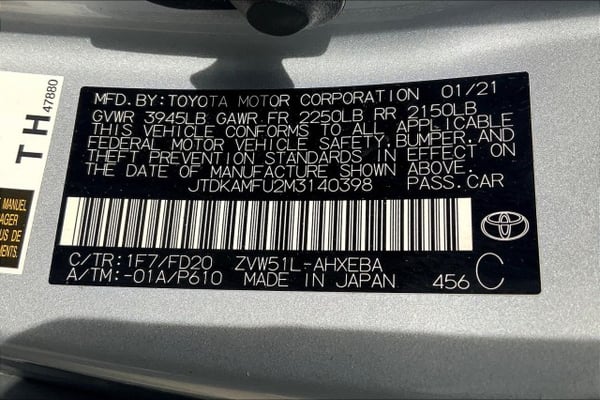 MFD. BY: TOYOTA MOTOR CORPORATION 01/21
GVWR 3945LB GAWR FR 2250LB RR 2150LB
THIS VEHICLE CONFORMS TO ALL APPLICABLE
FEDERAL MOTOR VEHICLE SAFETY, BUMPER, AND
THEFT PREVENTION STANDARDS IN EFFECT ON
THE DATE OF MANUFACTURE SHOWN ABOVE.
JTDKAMFU2M3140398 PASS. CAR
C/TR: 1F7/FD20 ZVW51L-AHXEBA
A/TM: -01A/P610 MADE IN JAPAN 456 C
TH 47880
MANUEL